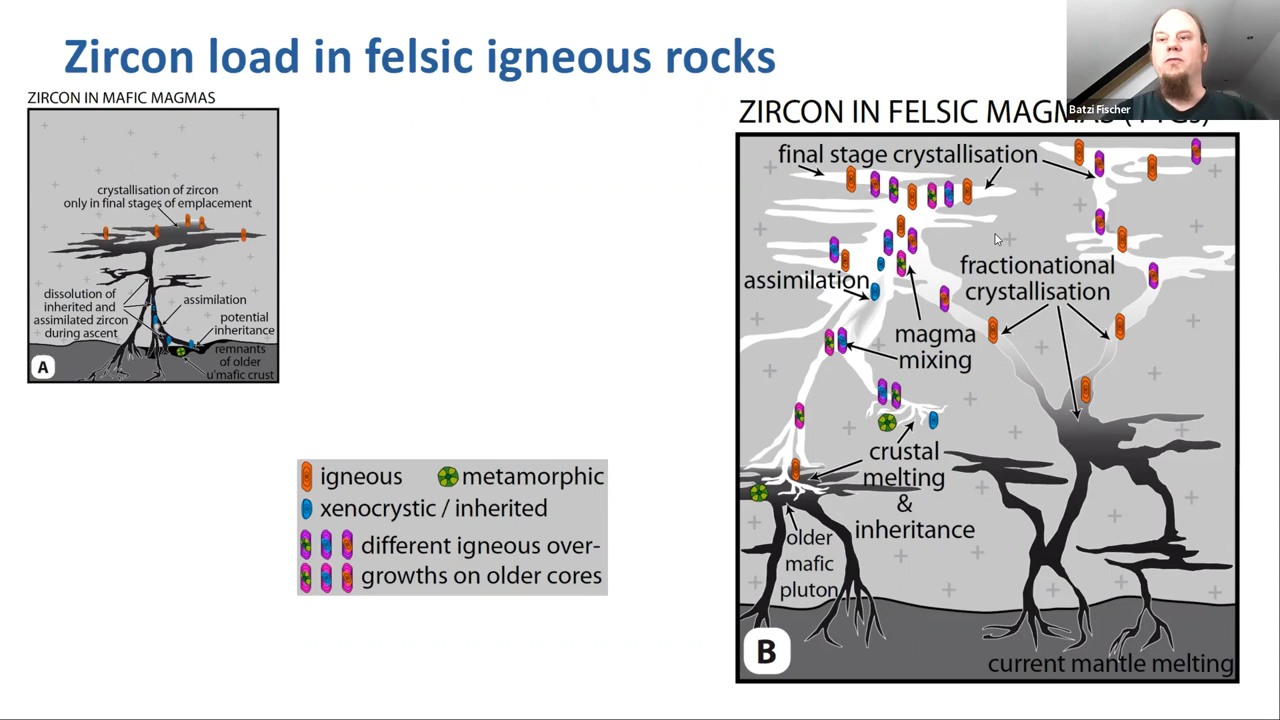 Zircon load in felsic igneous rocks
Batzi Fischer
ZIRCON IN MAFIC MAGMAS
crystallisation of zircon
only in final stages of emplacement
dissolution of
inherited and
assimilated zircon
during ascent
assimilation
potential
inheritance
remnants
of older
u'mafic crust
A
igneous
metamorphic
xenocrystic / inherited
different igneous over-
growths on older cores
ZIRCON IN FELSIC
final stage crystallisation
assimilation
fractionational
crystallisation
magma
mixing
crustal
melting
&
inheritance
older
mafic
pluton
B
current mantle melting